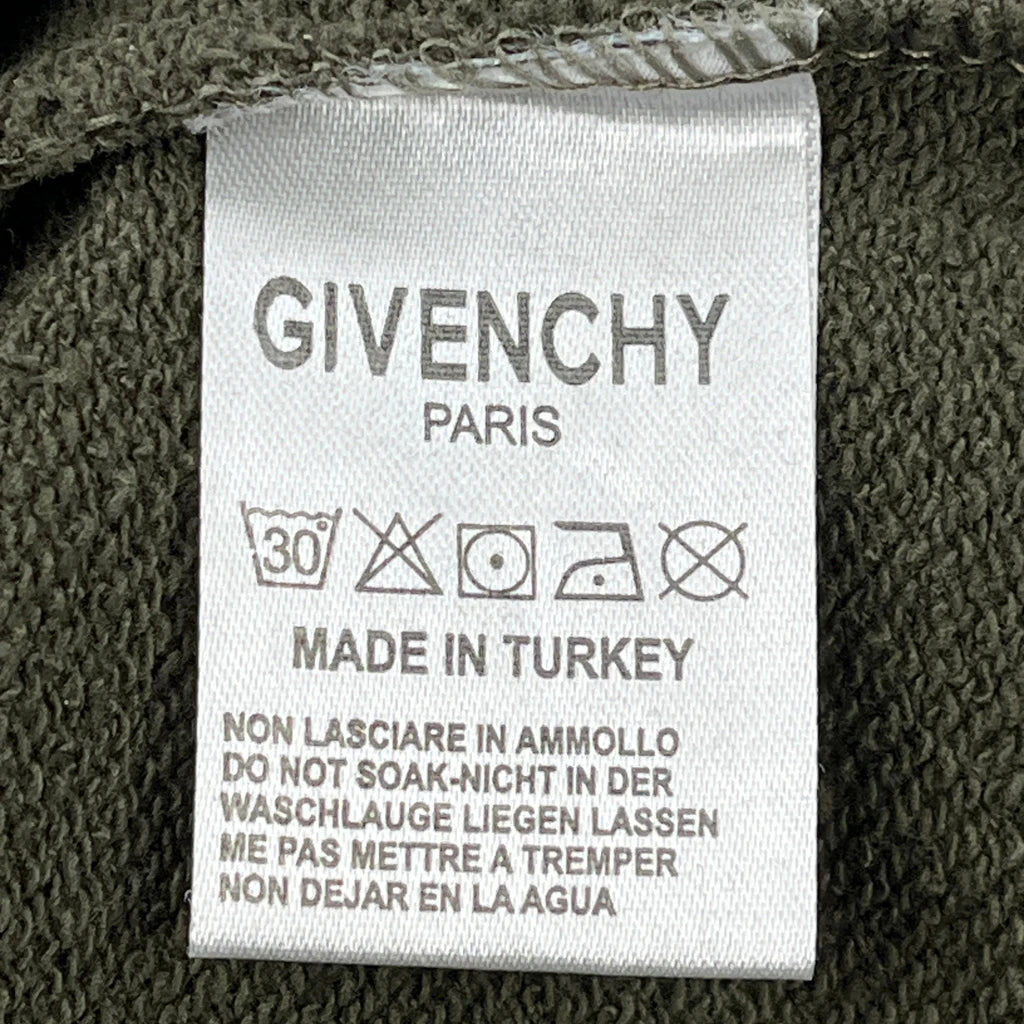 GIVENCHY
PARIS
30°
MADE IN TURKEY
NON LASCIARE IN AMMOLLO
DO NOT SOAK-NICHT IN DER
WASCHLAUGE LIEGEN LASSEN
ME PAS METTRE A TREMPER
NON DEJAR EN LA AGUA